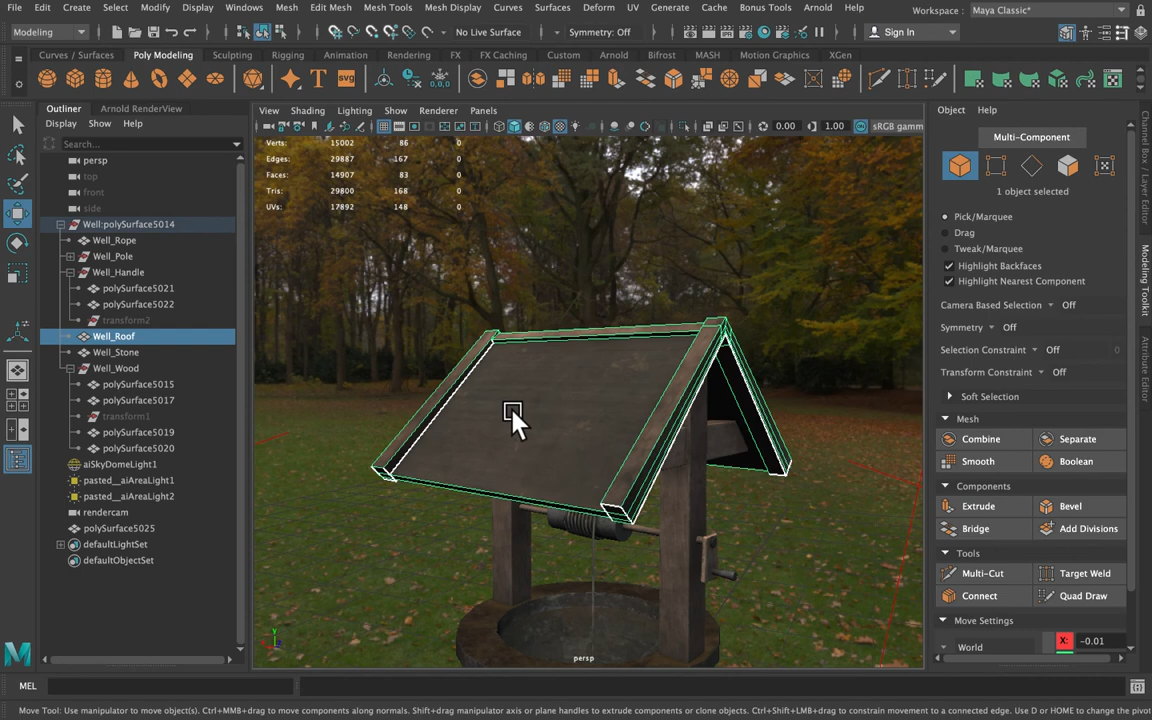 File Edit Create Select Modify Display Windows Mesh Edit Mesh Mesh Tools Mesh Display Curves Surfaces Deform UV Generate Cache Bonus Tools Arnold Help Workspace : Maya Classic*
Modeling No Live Surface Symmetry: Off Sign In
Curves / Surfaces Poly Modeling Sculpting Rigging Animation Rendering FX FX Caching Custom Arnold Bifrost MASH Motion Graphics XGen
Outliner Arnold RenderView
Display Show Help
Search...
persp
top
front
side
Well:polySurface5014
Well_Rope
Well_Pole
Well_Handle
polySurface5021
polySurface5022
transform2
Well_Roof
Well_Stone
Well_Wood
polySurface5015
polySurface5017
transform1
polySurface5019
polySurface5020
aiSkyDomeLight1
pasted__aiAreaLight1
pasted__aiAreaLight2
rendercam
polySurface5025
defaultLightSet
defaultObjectSet
View Shading Lighting Show Renderer Panels
0.00 1.00 sRGB gamm
Verts: 15002 86 0
Edges: 29887 167 0
Faces: 14907 83 0
Tris: 29800 168 0
UVs: 17892 148 0
persp
Object Help
Multi-Component
1 object selected
Pick/Marquee
Drag
Tweak/Marquee
Highlight Backfaces
Highlight Nearest Component
Camera Based Selection Off
Symmetry Off
Selection Constraint Off 0
Transform Constraint Off
Soft Selection
Mesh
Combine Separate
Smooth Boolean
Components
Extrude Bevel
Bridge Add Divisions
Tools
Multi-Cut Target Weld
Connect Quad Draw
Move Settings
World X: -0.01
Channel Box / Layer Editor
Modeling Toolkit
Attribute Editor
MEL
Move Tool: Use manipulator to move object(s). Ctrl+MMB+drag to move components along normals. Shift+drag manipulator axis or plane handles to extrude components or clone objects. Ctrl+Shift+LMB+drag to constrain movement to a connected edge. Use D or HOME to change the pivot